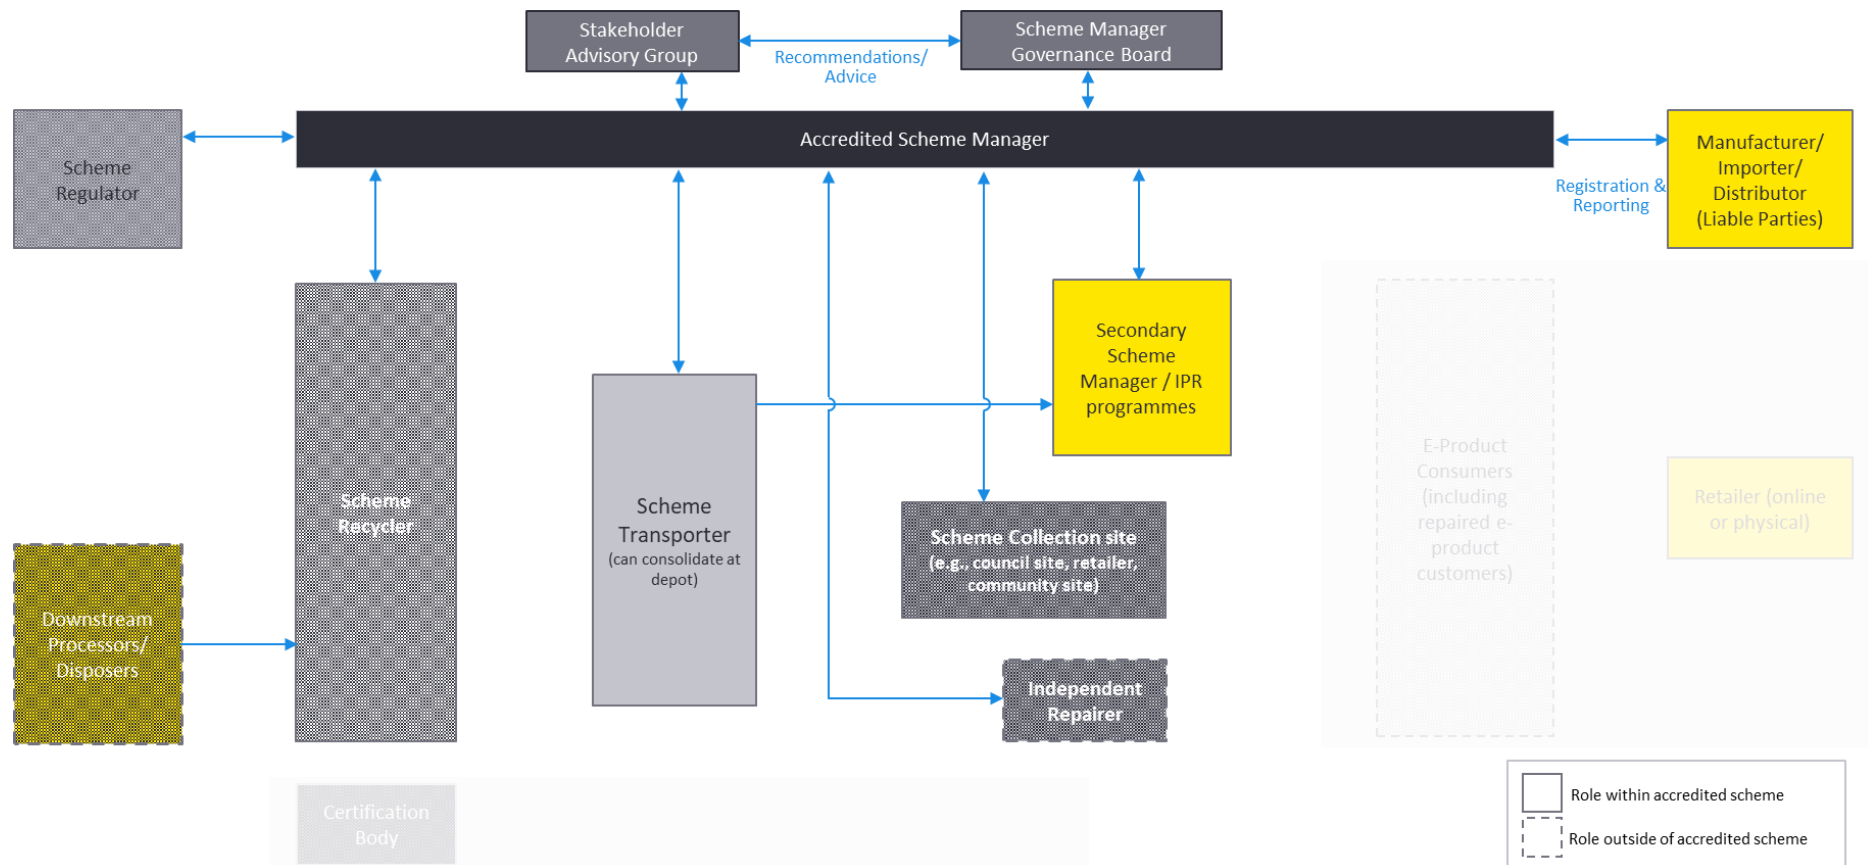 Stakeholder
Advisory Group
Recommendations/
Advice
Scheme Manager
Governance Board
Scheme
Regulator
Accredited Scheme Manager
Registration &
Reporting
Manufacturer/
Importer/
Distributor
(Liable Parties)
Secondary
Scheme
Manager / IPR
programmes
E-Product
Consumers
(including
repaired e-
product
customers)
Retailer (online
or physical)
Scheme
Recycler
Scheme
Transporter
(can consolidate at
depot)
Scheme Collection site
(e.g., council site, retailer,
community site)
Downstream
Processors/
Disposers
Independent
Repairer
Certification
Body
Role within accredited scheme
Role outside of accredited scheme